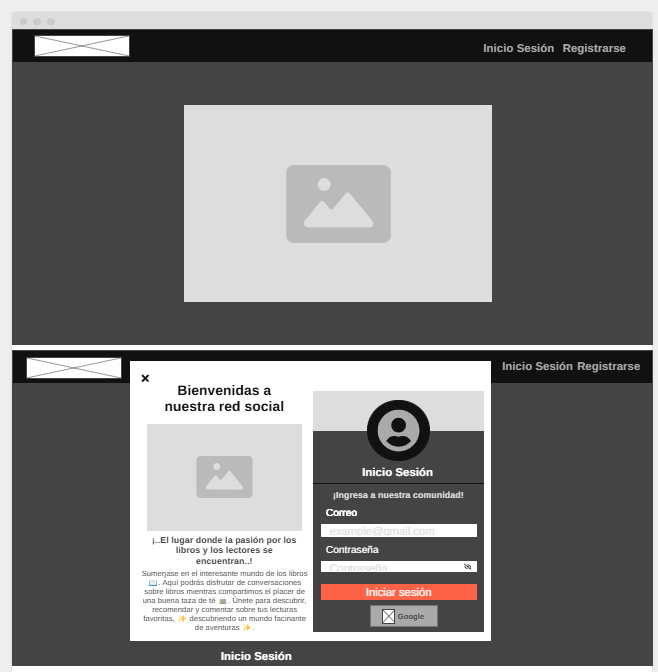 Inicio Sesión Registrarse
Inicio Sesión Registrarse
Bienvenidas a
nuestra red social
¡..El lugar donde la pasión por los
libros y los lectores se
encuentran..!
Sumerjase en el interesante mundo de los libros
📖. Aquí podrás disfrutar de conversaciones
sobre libros mientras compartimos el placer de
una buena taza de té ☕. Únete para descubrir,
recomendar y comentar sobre tus lecturas
favoritas, ✨ descubriendo un mundo facinante
de aventuras ✨.
Inicio Sesión
¡Ingresa a nuestra comunidad!
Correo
example@gmail.com
Contraseña
Contraseña
Iniciar sesión
Google
Inicio Sesión